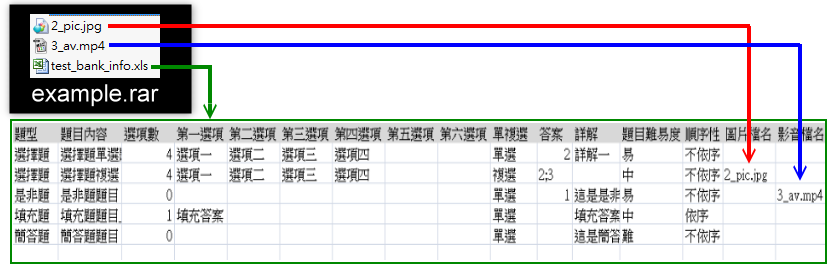 2_pic.jpg
3_av.mp4
test_bank_info.xls
example.rar
題型 題目內容 選項數 第一選項 第二選項 第三選項 第四選項 第五選項 第六選項 單複選 答案 詳解 題目難易度 順序性 圖片檔名 影音檔名
選擇題 選擇題單選 4 選項一 選項二 選項三 選項四 單選 2 詳解一 易 不依序
選擇題 選擇題複選 4 選項一 選項二 選項三 選項四 複選 2;3 中 不依序 2_pic.jpg
是非題 是非題題目 0 單選 1 這是是非 易 不依序 3_av.mp4
填充題 填充題題目 1 填充答案 單選 填充答案 中 依序
簡答題 簡答題題目 0 單選 這是簡答 難 不依序